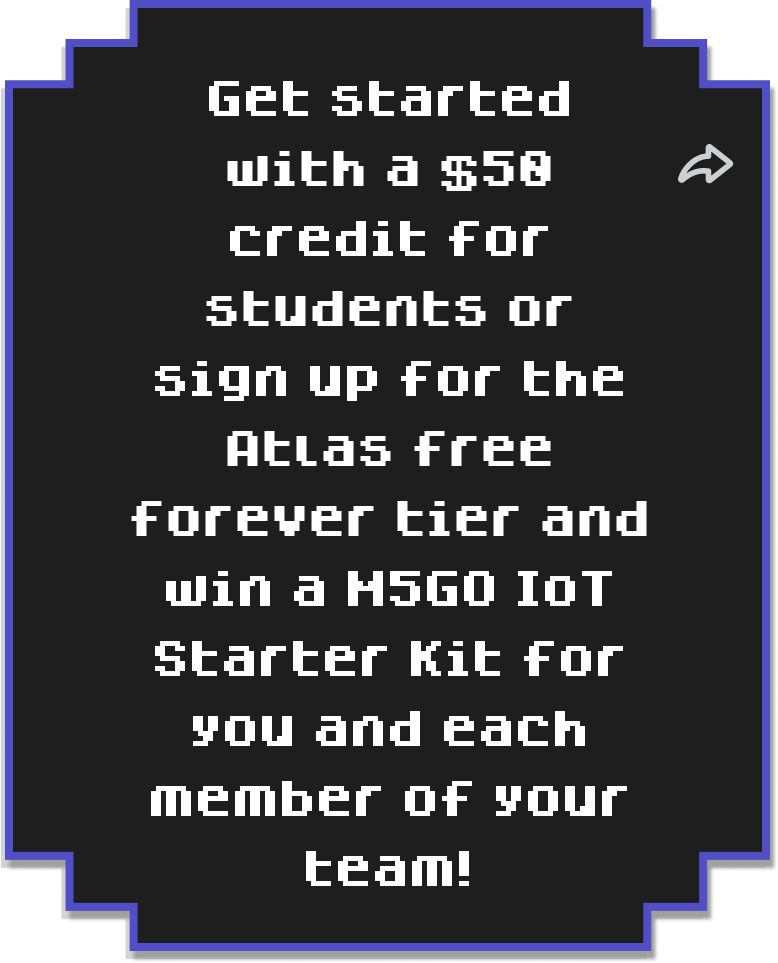 Get started
with a $50
credit for
students or
sign up for the
Atlas free
forever tier and
win a M5GO IoT
Starter Kit for
you and each
member of your
team!